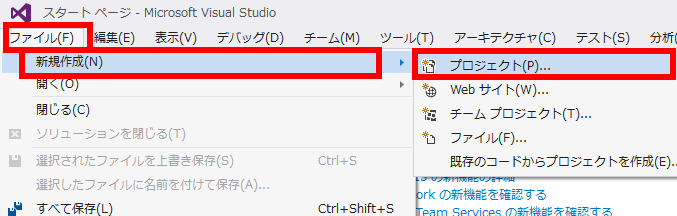 スタート ページ - Microsoft Visual Studio
ファイル(F) 編集(E) 表示(V) デバッグ(D) チーム(M) ツール(T) アーキテクチャ(C) テスト(S) 分析(
新規作成(N) プロジェクト(P)...
開く(O) Web サイト(W)...
閉じる(C) チーム プロジェクト(T)...
ソリューションを閉じる(T) ファイル(F)...
選択されたファイルを上書き保存(S) Ctrl+S 既存のコードからプロジェクトを作成(E)...
選択したファイルに名前を付けて保存(A)... ork の新機能を確認する
すべて保存(L) Ctrl+Shift+S Team Services の新機能を確認する